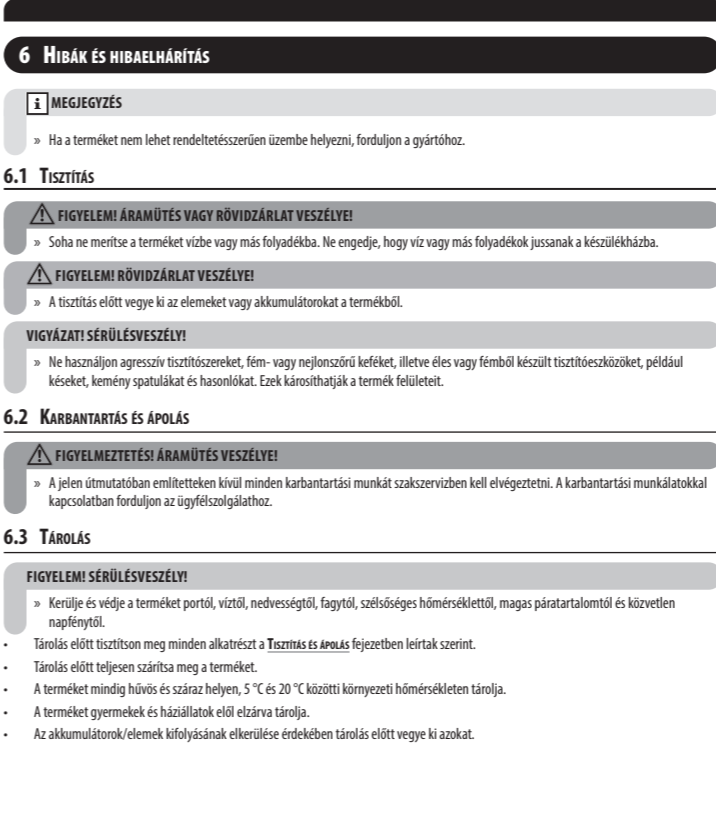 6 Hibák és hibaelhárítás
i MEGJEGYZÉS
» Ha a terméket nem lehet rendeltetésszerűen üzembe helyezni, forduljon a gyártóhoz.
6.1 Tisztítás
FIGYELEM! ÁRAMÜTÉS VAGY RÖVIDZÁRLAT VESZÉLYE!
» Soha ne merítse a terméket vízbe vagy más folyadékba. Ne engedje, hogy víz vagy más folyadékok jussanak a készülékházba.
FIGYELEM! RÖVIDZÁRLAT VESZÉLYE!
» A tisztítás előtt vegye ki az elemeket vagy akkumulátorokat a termékből.
VIGYÁZAT! SÉRÜLÉSVESZÉLY!
» Ne használjon agresszív tisztítószereket, fém- vagy nejlonszőrű keféket, illetve éles vagy fémből készült tisztítóeszközöket, például
késeket, kemény spatulákat és hasonlókat. Ezek károsíthatják a termék felületeit.
6.2 Karbantartás és ápolás
FIGYELMEZTETÉS! ÁRAMÜTÉS VESZÉLYE!
» A jelen útmutatóban említetteken kívül minden karbantartási munkát szakszervizben kell elvégeztetni. A karbantartási munkálatokkal
kapcsolatban forduljon az ügyfélszolgálathoz.
6.3 Tárolás
FIGYELEM! SÉRÜLÉSVESZÉLY!
» Kerülje és védje a terméket portól, víztől, nedvességtől, fagytól, szélsőséges hőmérséklettől, magas páratartalomtól és közvetlen
napfénytől.
• Tárolás előtt tisztítson meg minden alkatrészt a Tisztítás és ápolás fejezetben leírtak szerint.
• Tárolás előtt teljesen szárítsa meg a terméket.
• A terméket mindig hűvös és száraz helyen, 5 °C és 20 °C közötti környezeti hőmérsékleten tárolja.
• A terméket gyermekek és háziállatok elől elzárva tárolja.
• Az akkumulátorok/elemek kifolyásának elkerülése érdekében tárolás előtt vegye ki azokat.